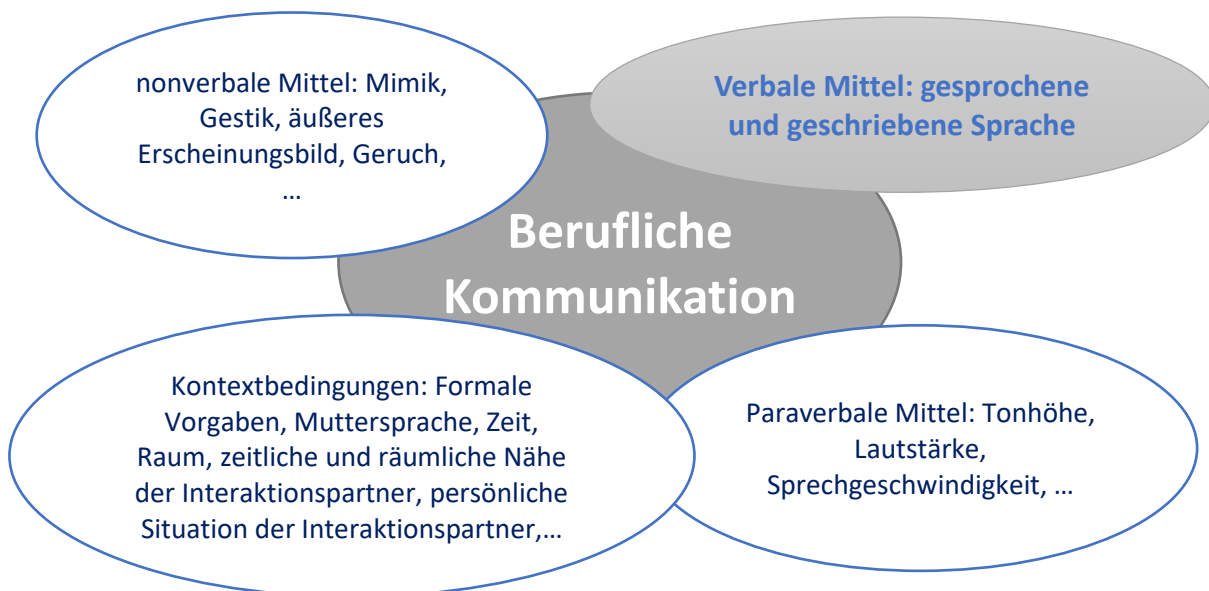 nonverbale Mittel: Mimik,
Gestik, äußeres
Erscheinungsbild, Geruch,
…
Verbale Mittel: gesprochene
und geschriebene Sprache
Berufliche
Kommunikation
Kontextbedingungen: Formale
Vorgaben, Muttersprache, Zeit,
Raum, zeitliche und räumliche Nähe
der Interaktionspartner, persönliche
Situation der Interaktionspartner,…
Paraverbale Mittel: Tonhöhe,
Lautstärke,
Sprechgeschwindigkeit, …